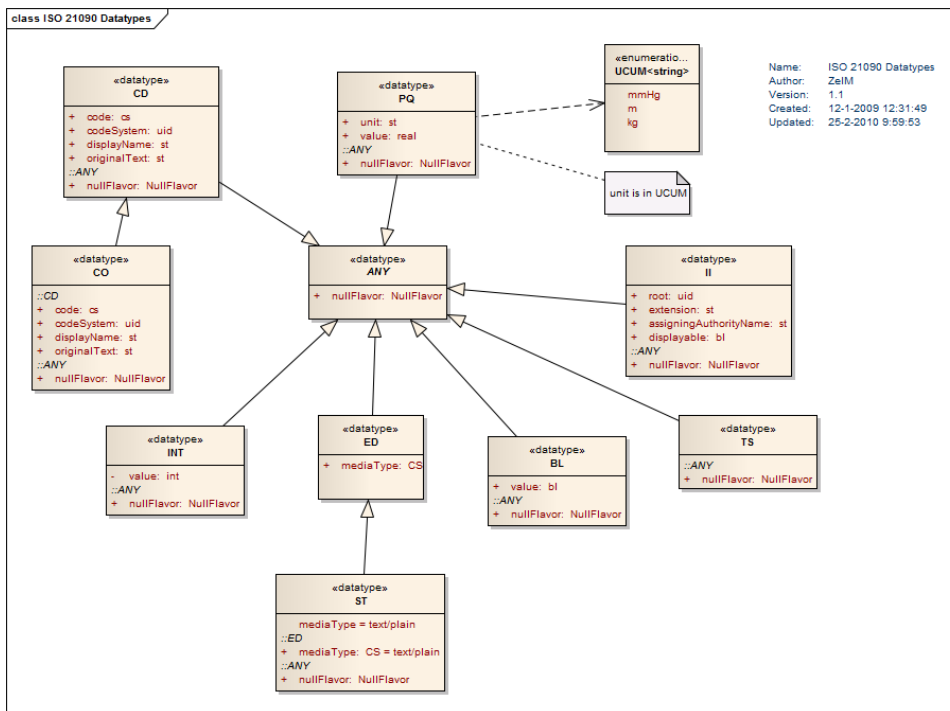 class ISO 21090 Datatypes
«datatype»
CD
+ code: cs
+ codeSystem: uid
+ displayName: st
+ originalText: st
::ANY
+ nullFlavor: NullFlavor
«datatype»
PQ
+ unit: st
+ value: real
::ANY
+ nullFlavor: NullFlavor
«enumeratio...
UCUM<string>
mmHg
m
kg
Name: ISO 21090 Datatypes
Author: ZeIM
Version: 1.1
Created: 12-1-2009 12:31:49
Updated: 25-2-2010 9:59:53
unit is in UCUM
«datatype»
CO
::CD
+ code: cs
+ codeSystem: uid
+ displayName: st
+ originalText: st
::ANY
+ nullFlavor: NullFlavor
«datatype»
ANY
+ nullFlavor: NullFlavor
«datatype»
II
+ root: uid
+ extension: st
+ assigningAuthorityName: st
+ displayable: bl
::ANY
+ nullFlavor: NullFlavor
«datatype»
INT
- value: int
::ANY
+ nullFlavor: NullFlavor
«datatype»
ED
+ mediaType: CS
«datatype»
BL
+ value: bl
::ANY
+ nullFlavor: NullFlavor
«datatype»
TS
::ANY
+ nullFlavor: NullFlavor
«datatype»
ST
mediaType = text/plain
::ED
+ mediaType: CS = text/plain
::ANY
+ nullFlavor: NullFlavor